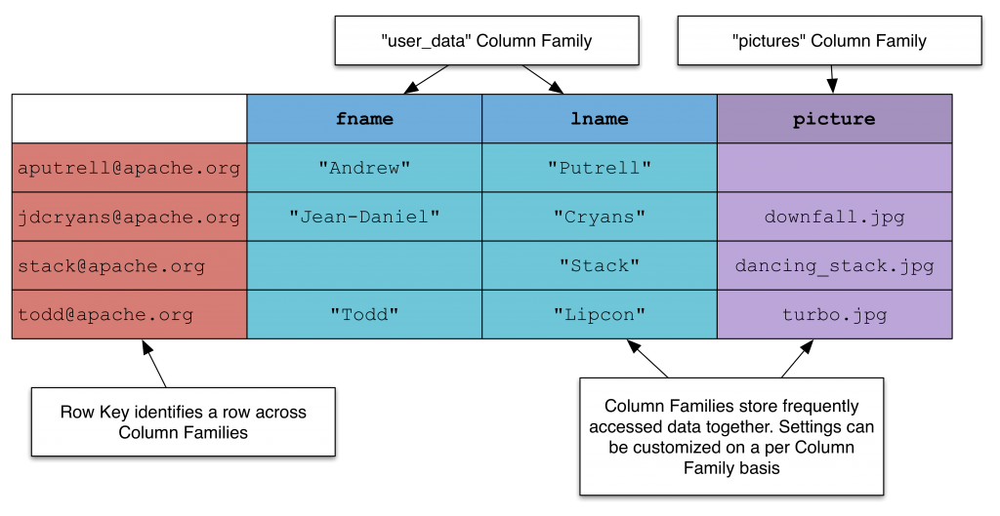 "user_data" Column Family
"pictures" Column Family
fname lname picture
aputrell@apache.org "Andrew" "Putrell"
jdcryans@apache.org "Jean-Daniel" "Cryans" downfall.jpg
stack@apache.org "Stack" dancing_stack.jpg
todd@apache.org "Todd" "Lipcon" turbo.jpg
Row Key identifies a row across
Column Families
Column Families store frequently
accessed data together. Settings can
be customized on a per Column
Family basis